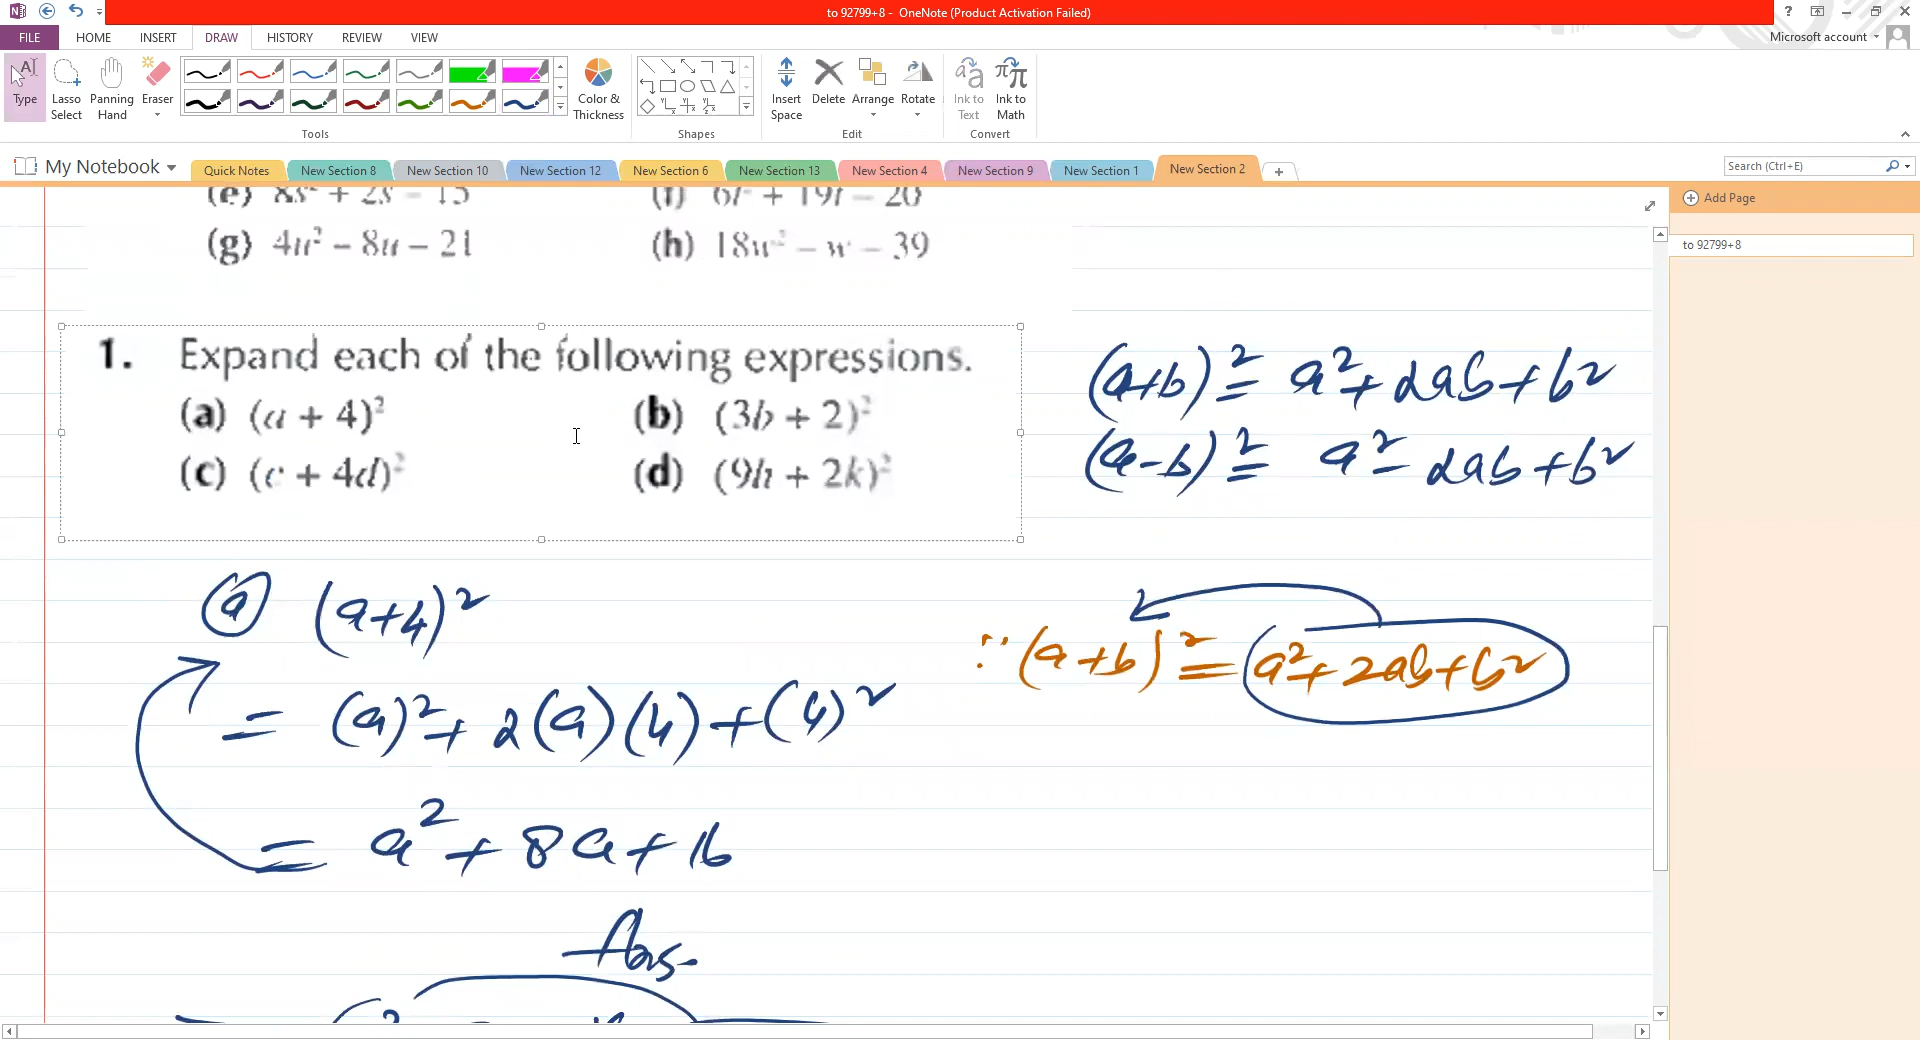 to 92799+8 - OneNote (Product Activation Failed)
FILE HOME INSERT DRAW HISTORY REVIEW VIEW
Microsoft account
Type
Lasso Select
Panning Hand
Eraser
Color & Thickness
Insert Space
Delete
Arrange
Rotate
Ink to Text
Ink to Math
Tools
Shapes
Edit
Convert
My Notebook
Quick Notes New Section 8 New Section 10 New Section 12 New Section 6 New Section 13 New Section 4 New Section 9 New Section 1 New Section 2
Search (Ctrl+E)
Add Page
to 92799+8
(e) 8s² + 2s – 15 (f) 6t² + 19t – 20
(g) 4u² – 8u – 21 (h) 18w² – w – 39
1. Expand each of the following expressions.
(a) (a + 4)² (b) (3b + 2)²
(c) (c + 4d)² (d) (9h + 2k)²
(a+b)² = a² + 2ab + b²
(a-b)² = a² - 2ab + b²
(a) (a+4)²
∵ (a+b)² = a² + 2ab + b²
= (a)² + 2(a)(4) + (4)²
= a² + 8a + 16
Ans.